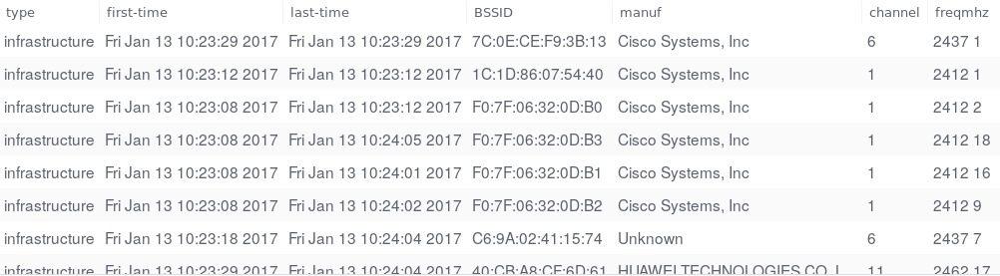 type first-time last-time BSSID manuf channel freqmhz
infrastructure Fri Jan 13 10:23:29 2017 Fri Jan 13 10:23:29 2017 7C:0E:CE:F9:3B:13 Cisco Systems, Inc 6 2437 1
infrastructure Fri Jan 13 10:23:12 2017 Fri Jan 13 10:23:12 2017 1C:1D:86:07:54:40 Cisco Systems, Inc 1 2412 1
infrastructure Fri Jan 13 10:23:08 2017 Fri Jan 13 10:23:12 2017 F0:7F:06:32:0D:B0 Cisco Systems, Inc 1 2412 2
infrastructure Fri Jan 13 10:23:08 2017 Fri Jan 13 10:24:05 2017 F0:7F:06:32:0D:B3 Cisco Systems, Inc 1 2412 18
infrastructure Fri Jan 13 10:23:08 2017 Fri Jan 13 10:24:01 2017 F0:7F:06:32:0D:B1 Cisco Systems, Inc 1 2412 16
infrastructure Fri Jan 13 10:23:08 2017 Fri Jan 13 10:24:02 2017 F0:7F:06:32:0D:B2 Cisco Systems, Inc 1 2412 9
infrastructure Fri Jan 13 10:23:18 2017 Fri Jan 13 10:24:04 2017 C6:9A:02:41:15:74 Unknown 6 2437 7
infrastructure Fri Jan 13 10:23:29 2017 Fri Jan 13 10:24:04 2017 40:CB:A8:CE:6D:61 HUAWEI TECHNOLOGIES CO. 11 2462 17